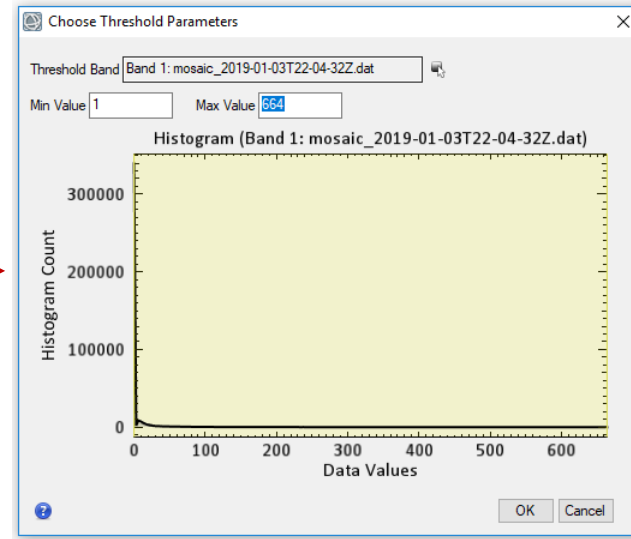 Choose Threshold Parameters
Threshold Band Band 1: mosaic_2019-01-03T22-04-32Z.dat
Min Value 1 Max Value 664
Histogram (Band 1: mosaic_2019-01-03T22-04-32Z.dat)
Histogram Count
300000
200000
100000
0
0 100 200 300 400 500 600
Data Values
OK Cancel